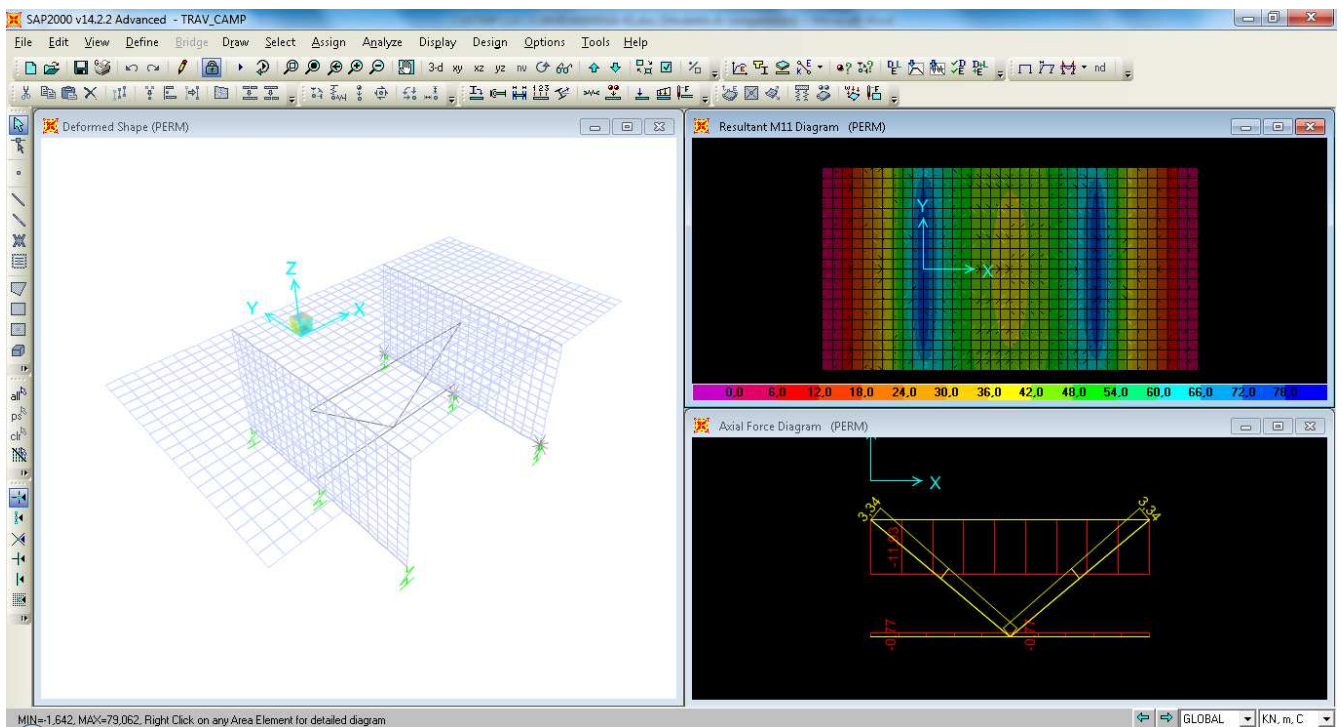 SAP2000 v14.2.2 Advanced - TRAV_CAMP
File Edit View Define Bridge Draw Select Assign Analyze Display Design Options Tools Help
3-d xy xz yz nv
nd
Deformed Shape (PERM)
Z
Y X
all
ps
clr
Resultant M11 Diagram (PERM)
Y
X
0,0 6,0 12,0 18,0 24,0 30,0 36,0 42,0 48,0 54,0 60,0 66,0 72,0 78,0
Axial Force Diagram (PERM)
X
3,34 3,34
-0,77 -0,77
MIN=-1,642, MAX=79,062, Right Click on any Area Element for detailed diagram
GLOBAL KN, m, C